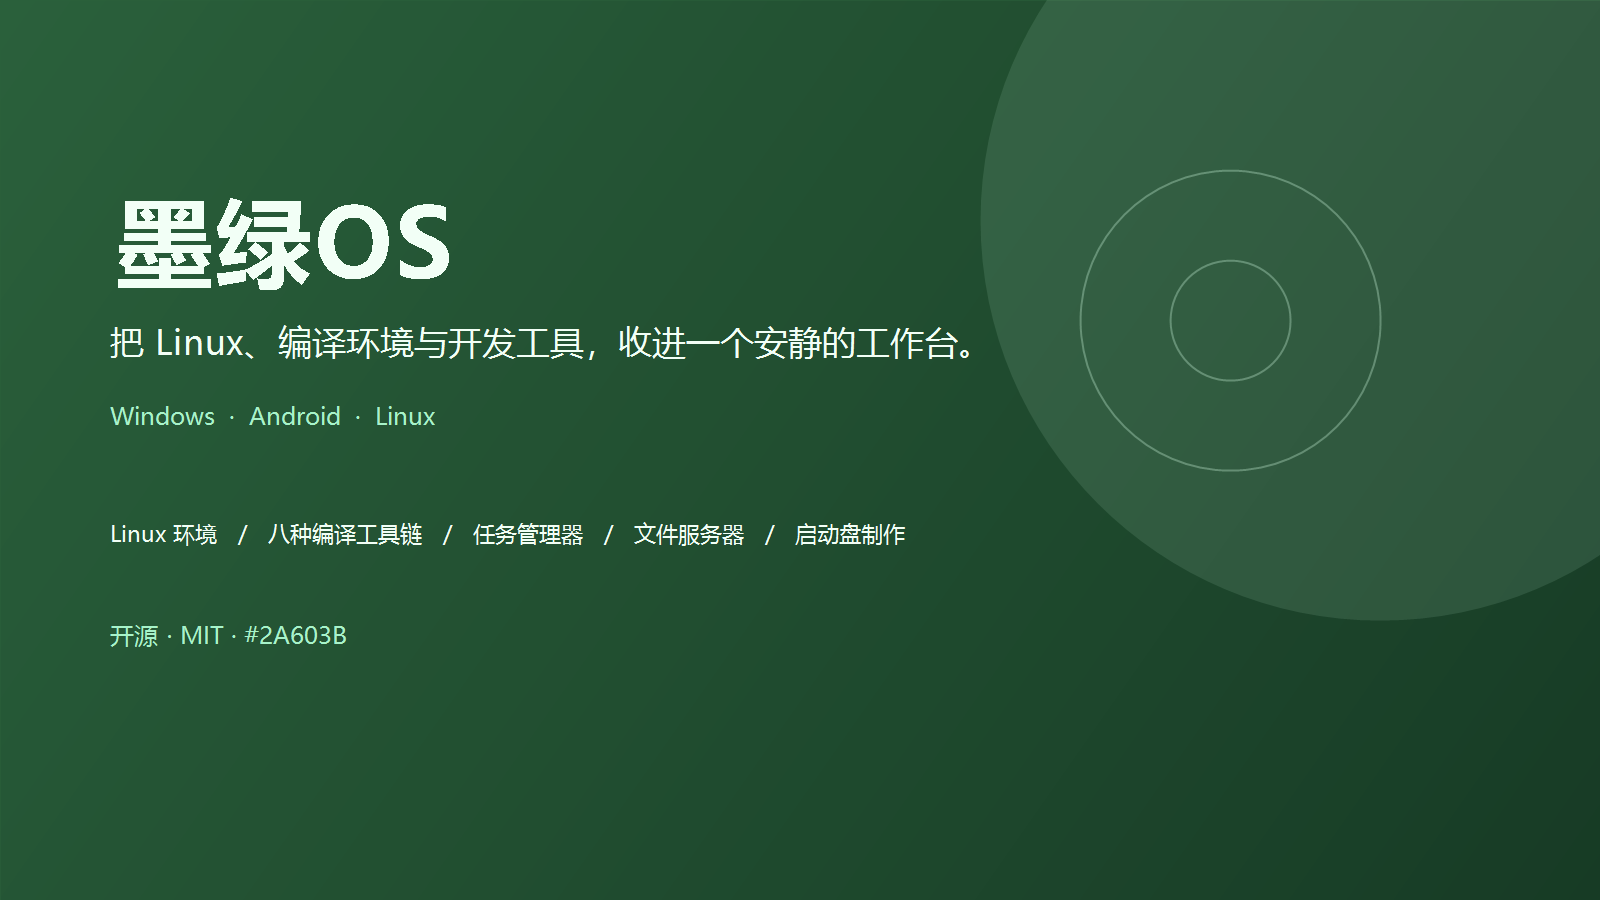 墨绿OS
把 Linux、编译环境与开发工具，收进一个安静的工作台。
Windows · Android · Linux
Linux 环境 / 八种编译工具链 / 任务管理器 / 文件服务器 / 启动盘制作
开源 · MIT · #2A603B